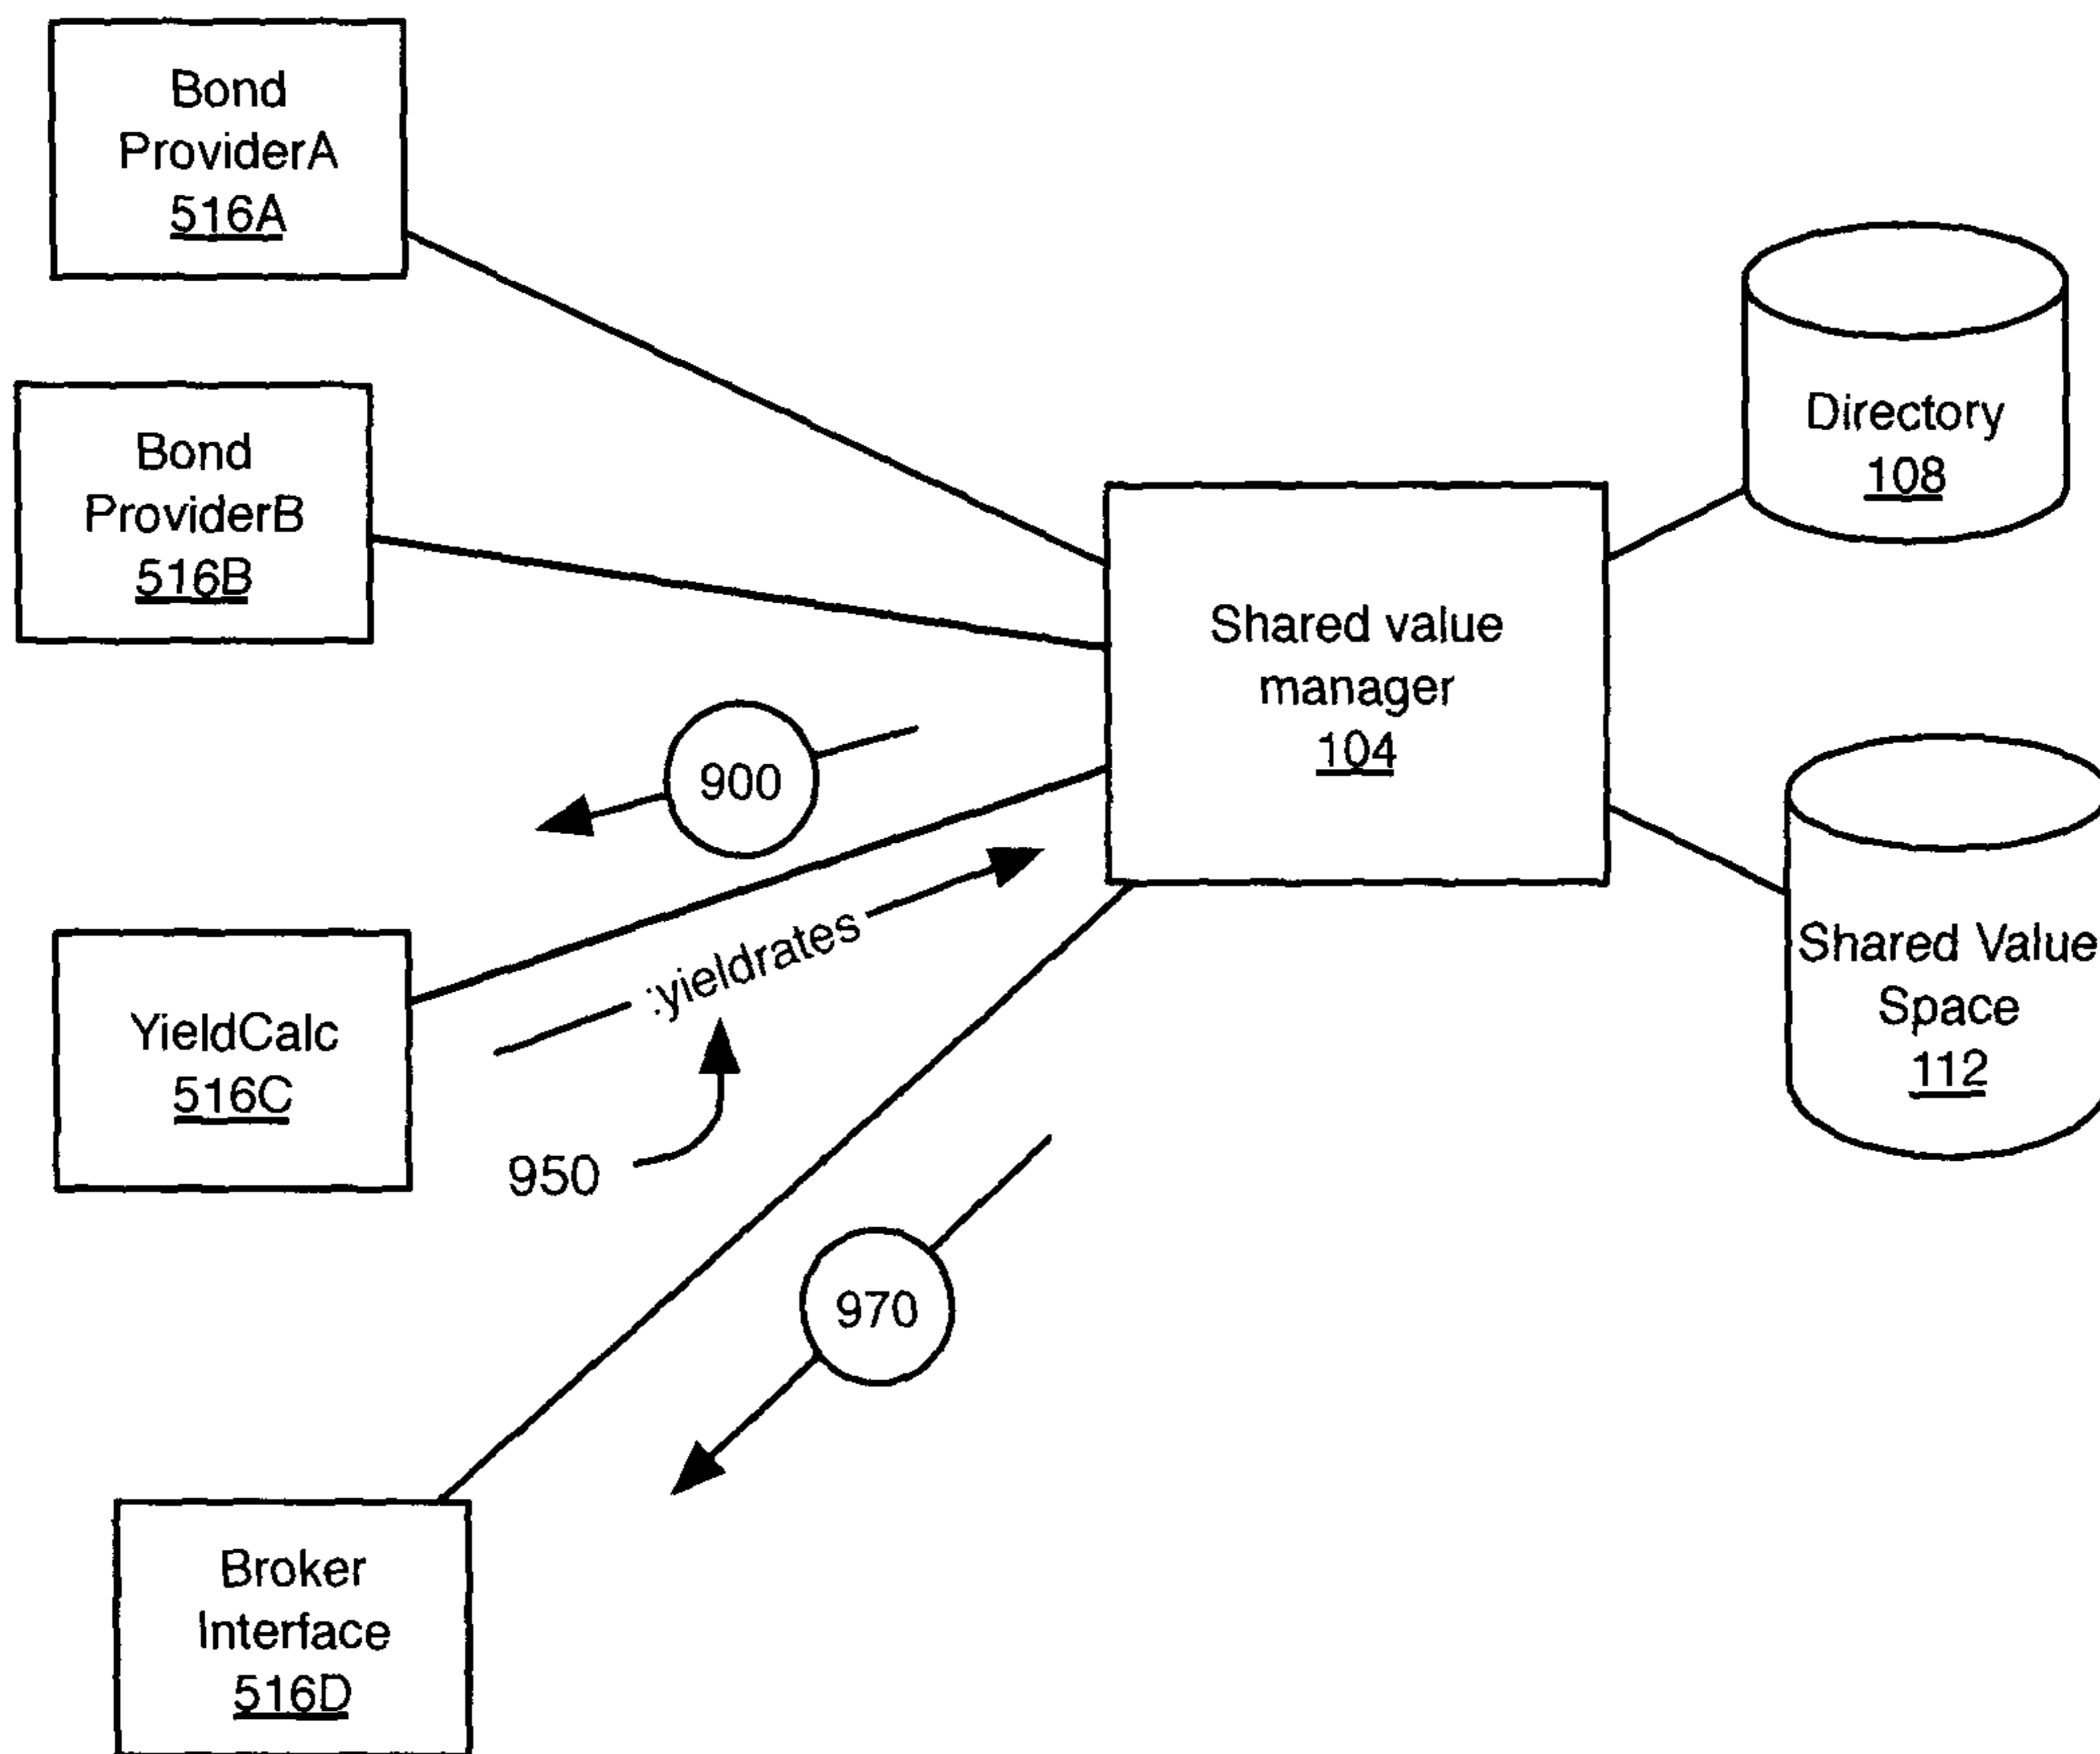 Bond
ProviderA
516A
Bond
ProviderB
516B
Directory
108
Shared value
manager
104
900
:yieldrates
950
YieldCalc
516C
Shared Value
Space
112
970
Broker
Interface
516D